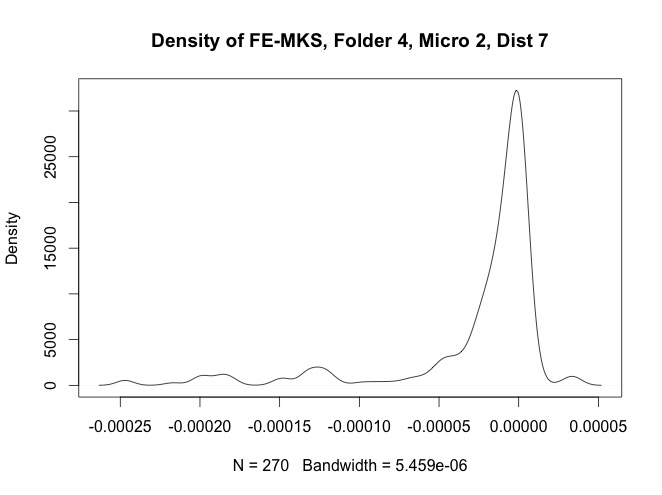 Density of FE-MKS, Folder 4, Micro 2, Dist 7
Density
25000
15000
5000
0
-0.00025 -0.00020 -0.00015 -0.00010 -0.00005 0.00000 0.00005
N = 270 Bandwidth = 5.459e-06